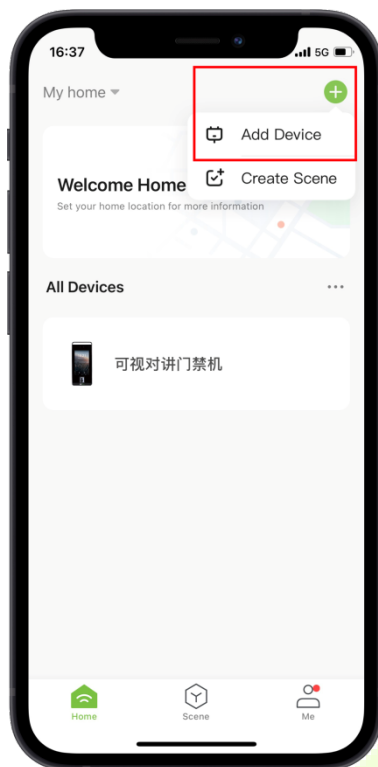 16:37
5G
My home
Add Device
Create Scene
Welcome Home
Set your home location for more information
All Devices
可视对讲门禁机
Home
Scene
Me